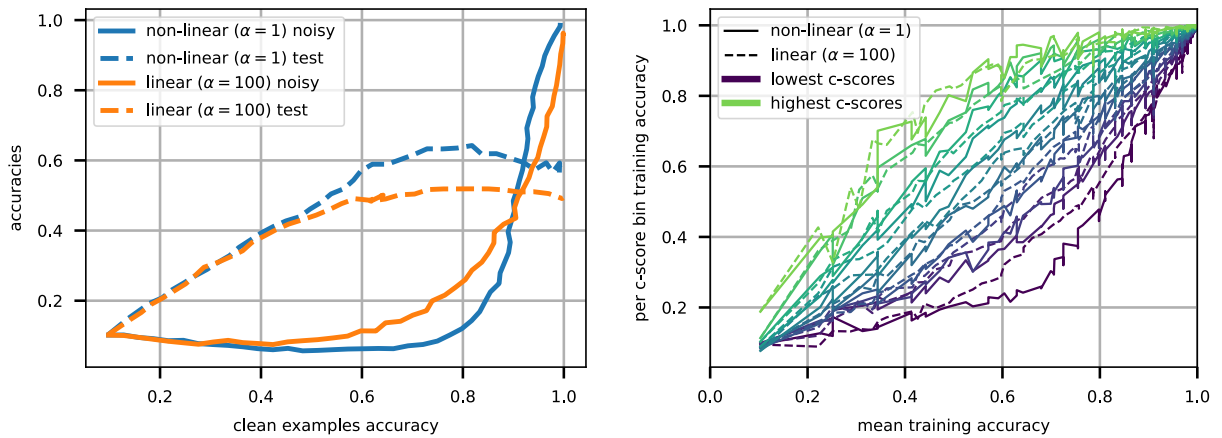 1.0
0.8
0.6
0.4
0.2
accuracies
non-linear (α = 1) noisy
non-linear (α = 1) test
linear (α = 100) noisy
linear (α = 100) test
0.2 0.4 0.6 0.8 1.0
clean examples accuracy
1.0
0.8
0.6
0.4
0.2
per c-score bin training accuracy
non-linear (α = 1)
linear (α = 100)
lowest c-scores
highest c-scores
0.0 0.2 0.4 0.6 0.8 1.0
mean training accuracy